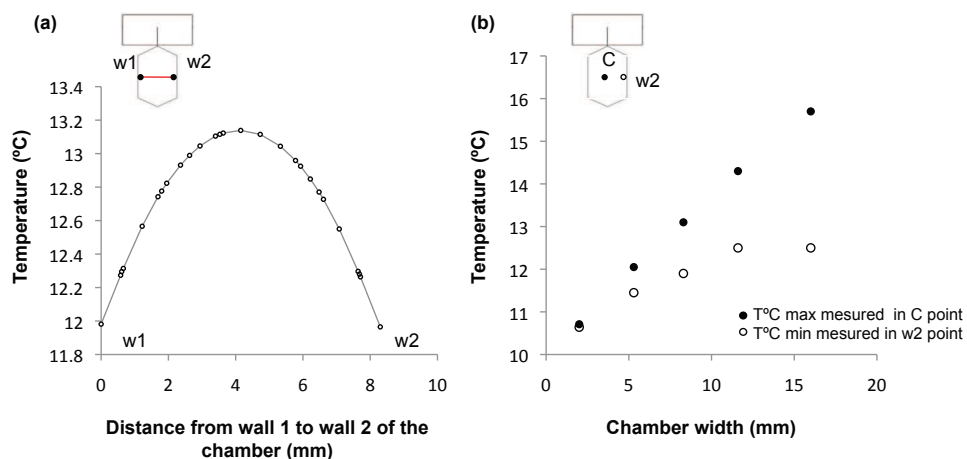 (a)
w1 w2
13.4
13.2
13
12.8
12.6
12.4
12.2
12
11.8
w1 w2
0 2 4 6 8 10
Temperature (ºC)
Distance from wall 1 to wall 2 of the
chamber (mm)
(b)
C
w2
17
16
15
14
13
12
11
10
0 5 10 15 20
Temperature (ºC)
TºC max mesured in C point
TºC min mesured in w2 point
Chamber width (mm)